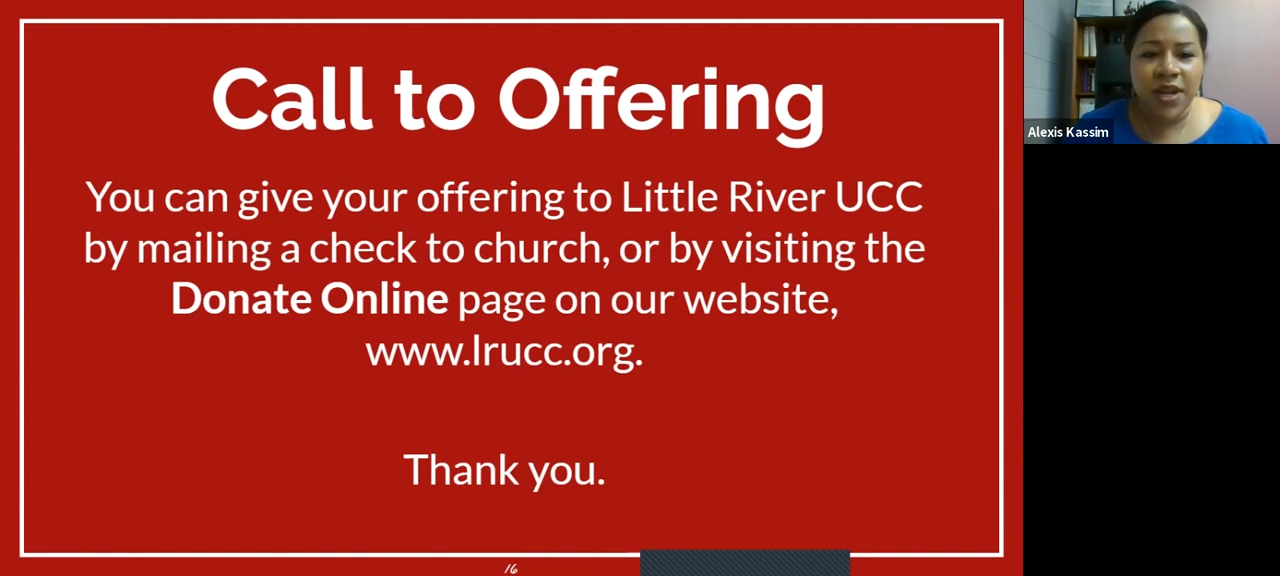 Call to Offering
You can give your offering to Little River UCC
by mailing a check to church, or by visiting the
Donate Online page on our website,
www.lrucc.org.
Thank you.
16
Alexis Kassim